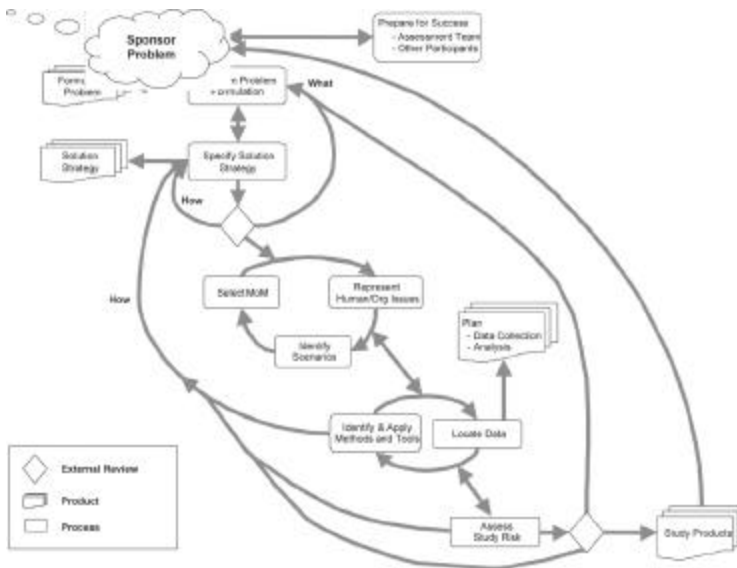 Sponsor
Problem
Prepare for Success
- Assessment Team
- Other Participants
Problem
Problem
What
Solution
Strategy
Specify Solution
Strategy
How
How
Select MoM
Represent
Human/Org Issues
Identify
Scenarios
Plan
- Data Collection
- Analysis
Identify & Apply
Methods and Tools
Locate Data
External Review
Product
Process
Assess
Study Risk
Study Products